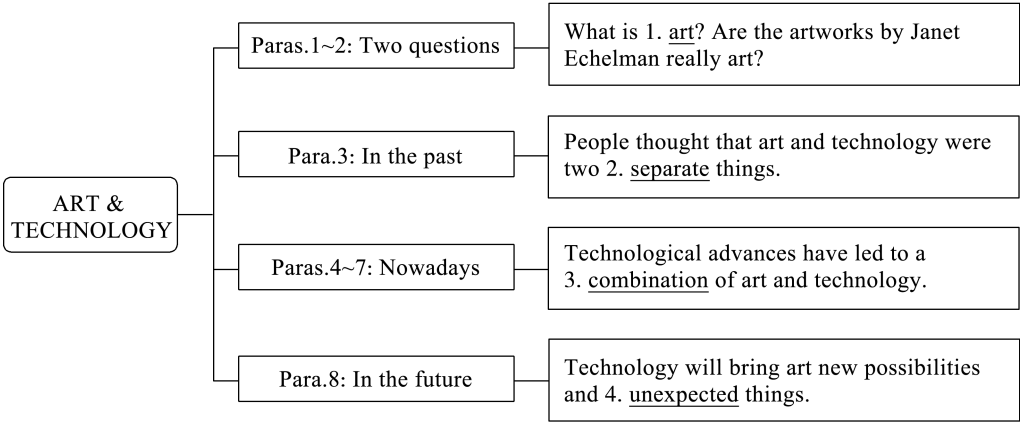 ART &
TECHNOLOGY
Paras.1~2: Two questions
What is 1. art? Are the artworks by Janet
Echelman really art?
Para.3: In the past
People thought that art and technology were
two 2. separate things.
Paras.4~7: Nowadays
Technological advances have led to a
3. combination of art and technology.
Para.8: In the future
Technology will bring art new possibilities
and 4. unexpected things.